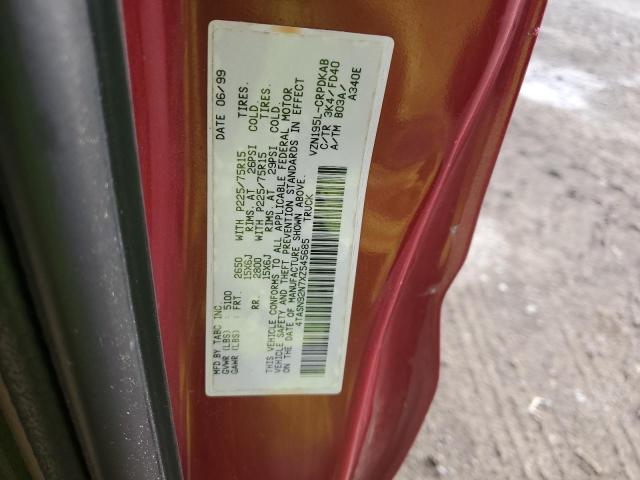 MFD BY TABC INC. DATE 06/99
GVWR (LBS) 5100
GAWR (LBS) FRT. 2650 WITH P225/75R15 TIRES.
15X6J RIMS.AT 26PSI COLD.
RR. 2800 WITH P225/75R15 TIRES.
15X6J RIMS.AT 29PSI COLD.
THIS VEHICLE CONFORMS TO ALL APPLICABLE FEDERAL MOTOR
VEHICLE SAFETY AND THEFT PREVENTION STANDARDS IN EFFECT
ON THE DATE OF MANUFACTURE SHOWN ABOVE.
4TASN92N7XZ545685 TRUCK
VZN195L-CRPDKAB
C/TR 3K4/FD40
A/TM B03A/
A340E